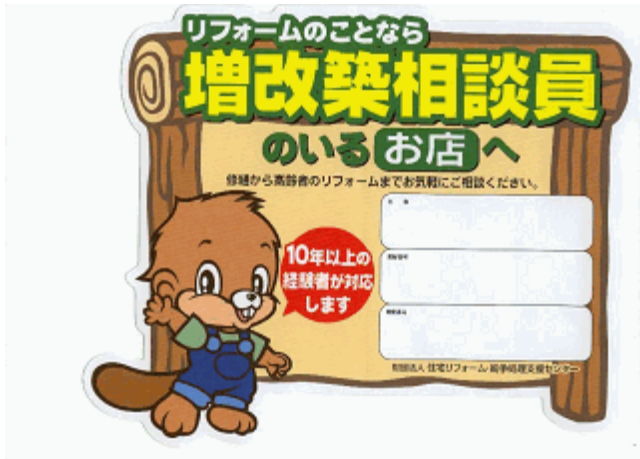 リフォームのことなら
増改築相談員
のいるお店へ
修繕から高齢者のリフォームまでお気軽にご相談ください。
10年以上の
経験者が対応
します
財団法人 住宅リフォーム・紛争処理支援センター